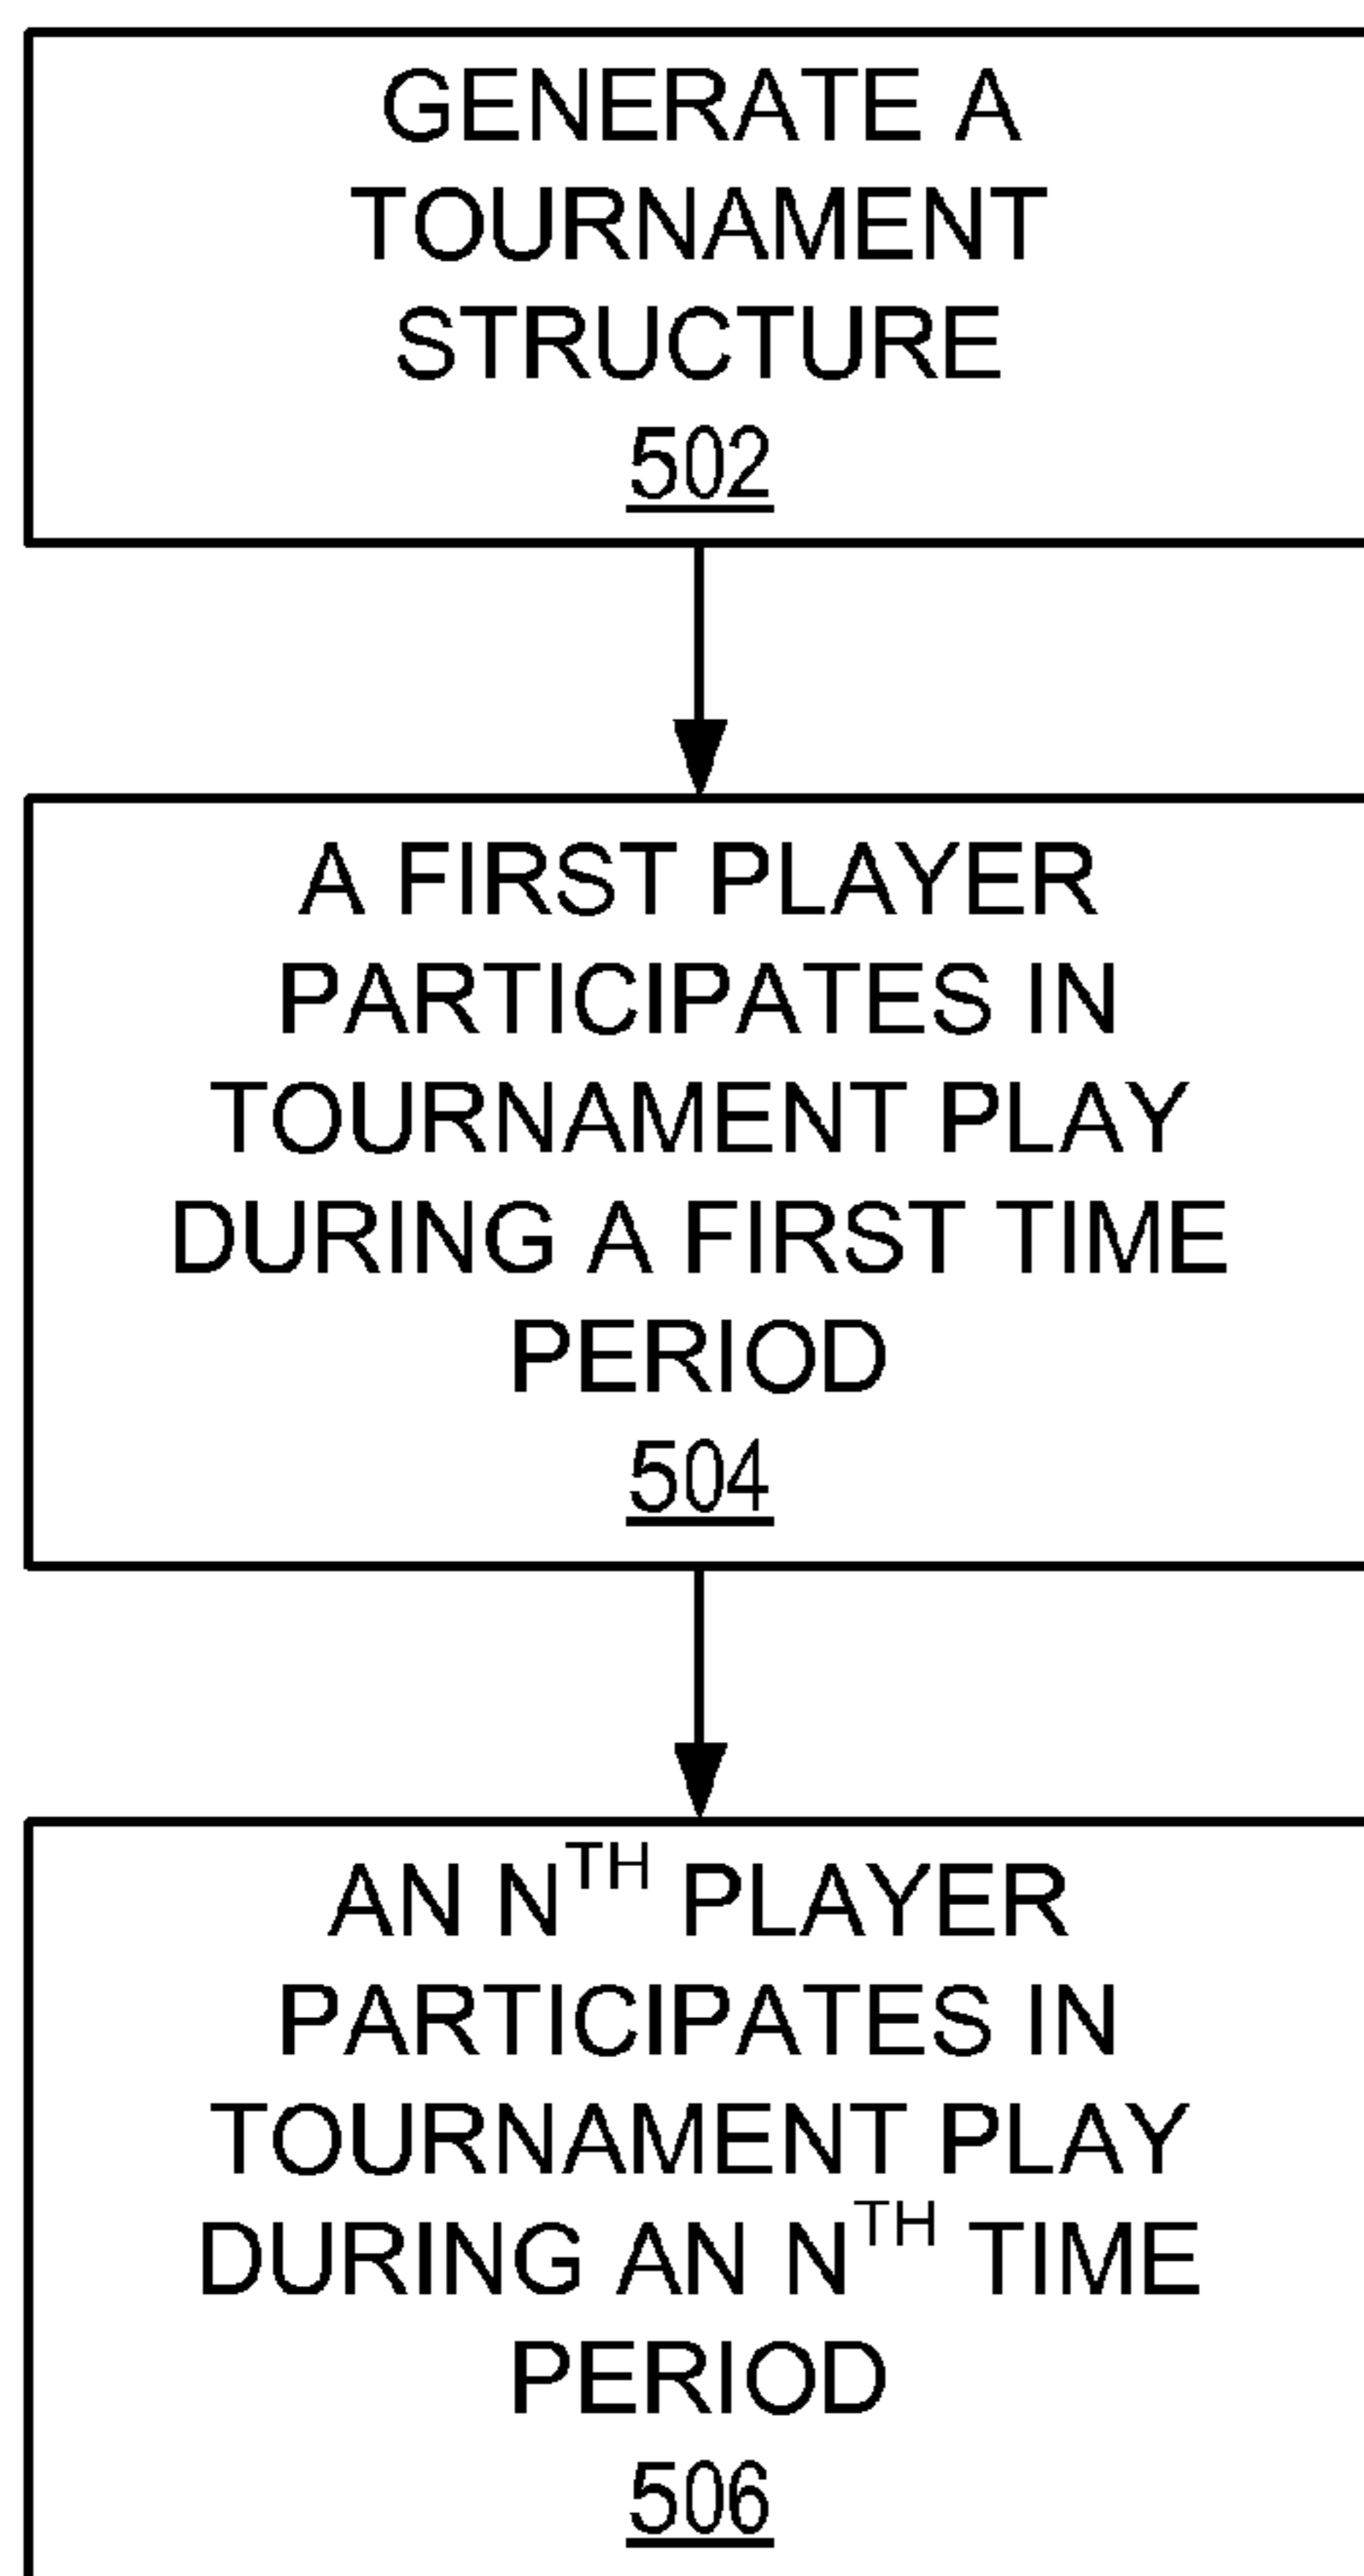 GENERATE A
TOURNAMENT
STRUCTURE
502
A FIRST PLAYER
PARTICIPATES IN
TOURNAMENT PLAY
DURING A FIRST TIME
PERIOD
504
AN NTH PLAYER
PARTICIPATES IN
TOURNAMENT PLAY
DURING AN NTH TIME
PERIOD
506